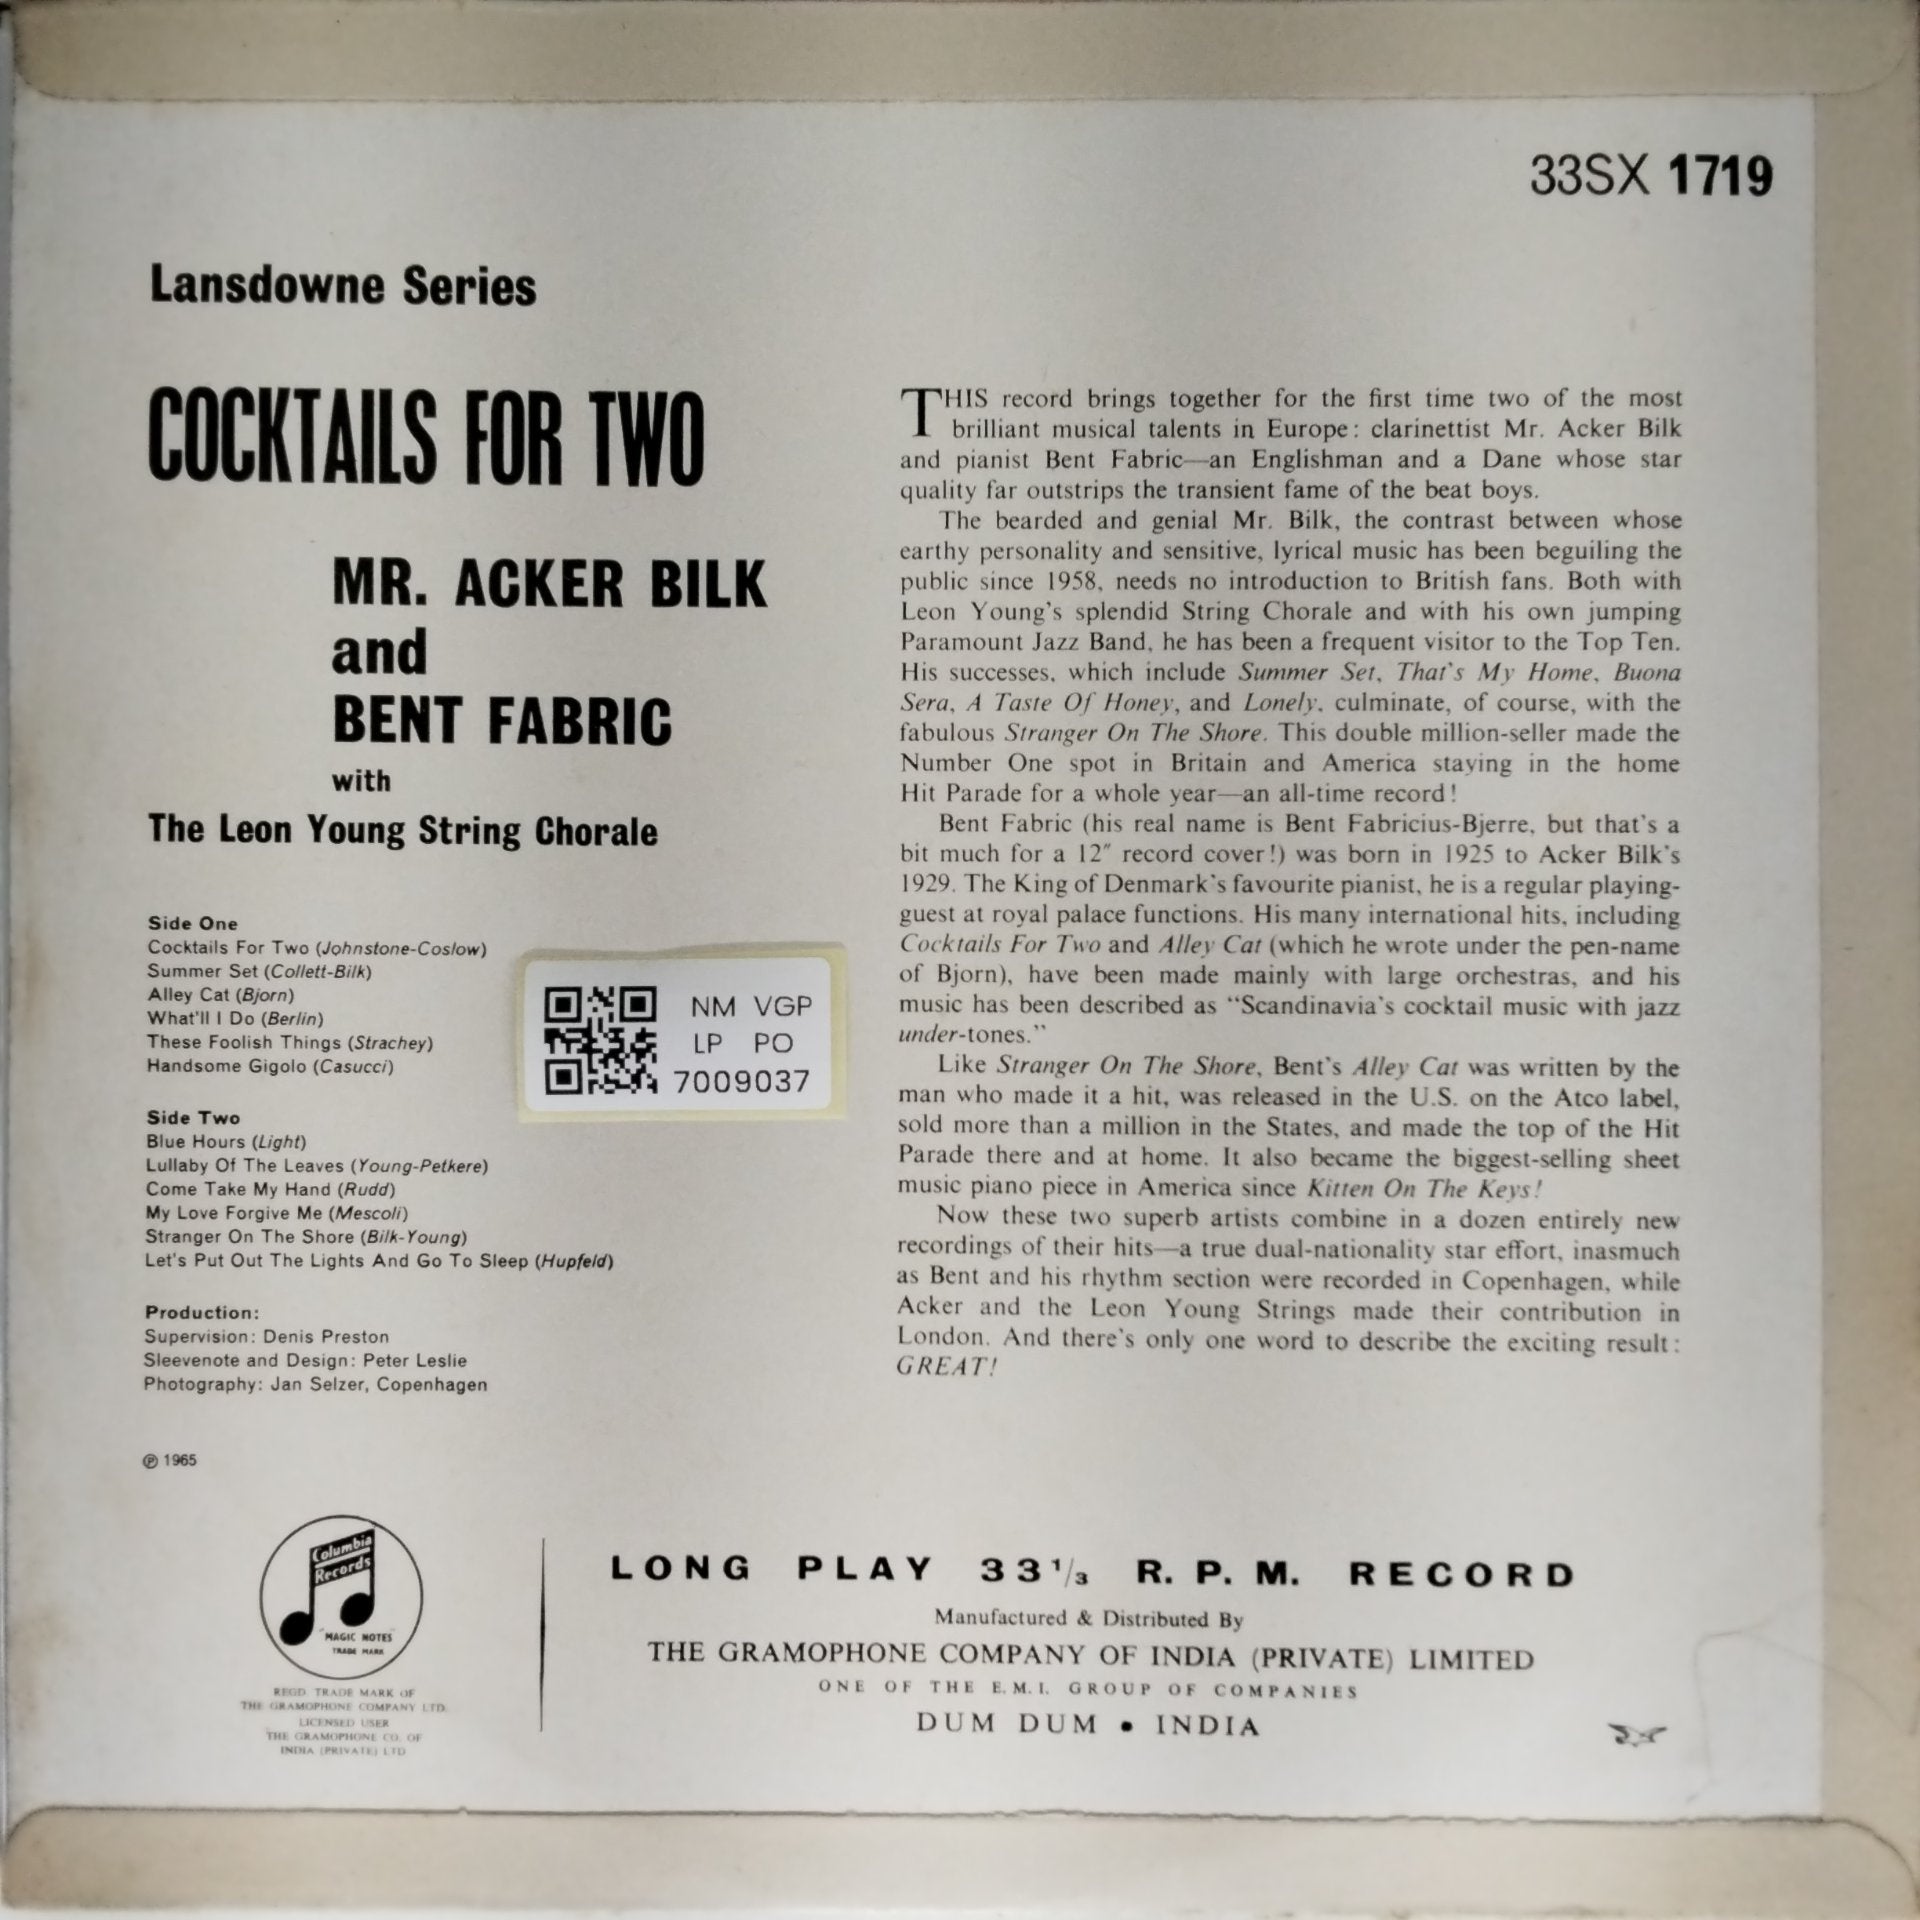 33SX 1719
Lansdowne Series
COCKTAILS FOR TWO
MR. ACKER BILK
and
BENT FABRIC
with
The Leon Young String Chorale
Side One
Cocktails For Two (Johnstone-Coslow)
Summer Set (Collett-Bilk)
Alley Cat (Bjorn)
What'll I Do (Berlin)
These Foolish Things (Strachey)
Handsome Gigolo (Casucci)
Side Two
Blue Hours (Light)
Lullaby Of The Leaves (Young-Petkere)
Come Take My Hand (Rudd)
My Love Forgive Me (Mescoli)
Stranger On The Shore (Bilk-Young)
Let's Put Out The Lights And Go To Sleep (Hupfeld)
Production:
Supervision: Denis Preston
Sleevenote and Design: Peter Leslie
Photography: Jan Selzer, Copenhagen
℗ 1965
NM VGP
LP PO
7009037
THIS record brings together for the first time two of the most
brilliant musical talents in Europe: clarinettist Mr. Acker Bilk
and pianist Bent Fabric—an Englishman and a Dane whose star
quality far outstrips the transient fame of the beat boys.
The bearded and genial Mr. Bilk, the contrast between whose
earthy personality and sensitive, lyrical music has been beguiling the
public since 1958, needs no introduction to British fans. Both with
Leon Young's splendid String Chorale and with his own jumping
Paramount Jazz Band, he has been a frequent visitor to the Top Ten.
His successes, which include Summer Set, That's My Home, Buona
Sera, A Taste Of Honey, and Lonely, culminate, of course, with the
fabulous Stranger On The Shore. This double million-seller made the
Number One spot in Britain and America staying in the home
Hit Parade for a whole year—an all-time record!
Bent Fabric (his real name is Bent Fabricius-Bjerre, but that's a
bit much for a 12″ record cover!) was born in 1925 to Acker Bilk's
1929. The King of Denmark's favourite pianist, he is a regular playing-
guest at royal palace functions. His many international hits, including
Cocktails For Two and Alley Cat (which he wrote under the pen-name
of Bjorn), have been made mainly with large orchestras, and his
music has been described as "Scandinavia's cocktail music with jazz
under-tones."
Like Stranger On The Shore, Bent's Alley Cat was written by the
man who made it a hit, was released in the U.S. on the Atco label,
sold more than a million in the States, and made the top of the Hit
Parade there and at home. It also became the biggest-selling sheet
music piano piece in America since Kitten On The Keys!
Now these two superb artists combine in a dozen entirely new
recordings of their hits—a true dual-nationality star effort, inasmuch
as Bent and his rhythm section were recorded in Copenhagen, while
Acker and the Leon Young Strings made their contribution in
London. And there's only one word to describe the exciting result:
GREAT!
Columbia
Records
"MAGIC NOTES"
TRADE MARK
REGD TRADE MARK OF
THE GRAMOPHONE COMPANY LTD.
LICENSED USER
THE GRAMOPHONE CO. OF
INDIA (PRIVATE) LTD
LONG PLAY 33⅓ R. P. M. RECORD
Manufactured & Distributed By
THE GRAMOPHONE COMPANY OF INDIA (PRIVATE) LIMITED
ONE OF THE E.M.I. GROUP OF COMPANIES
DUM DUM • INDIA